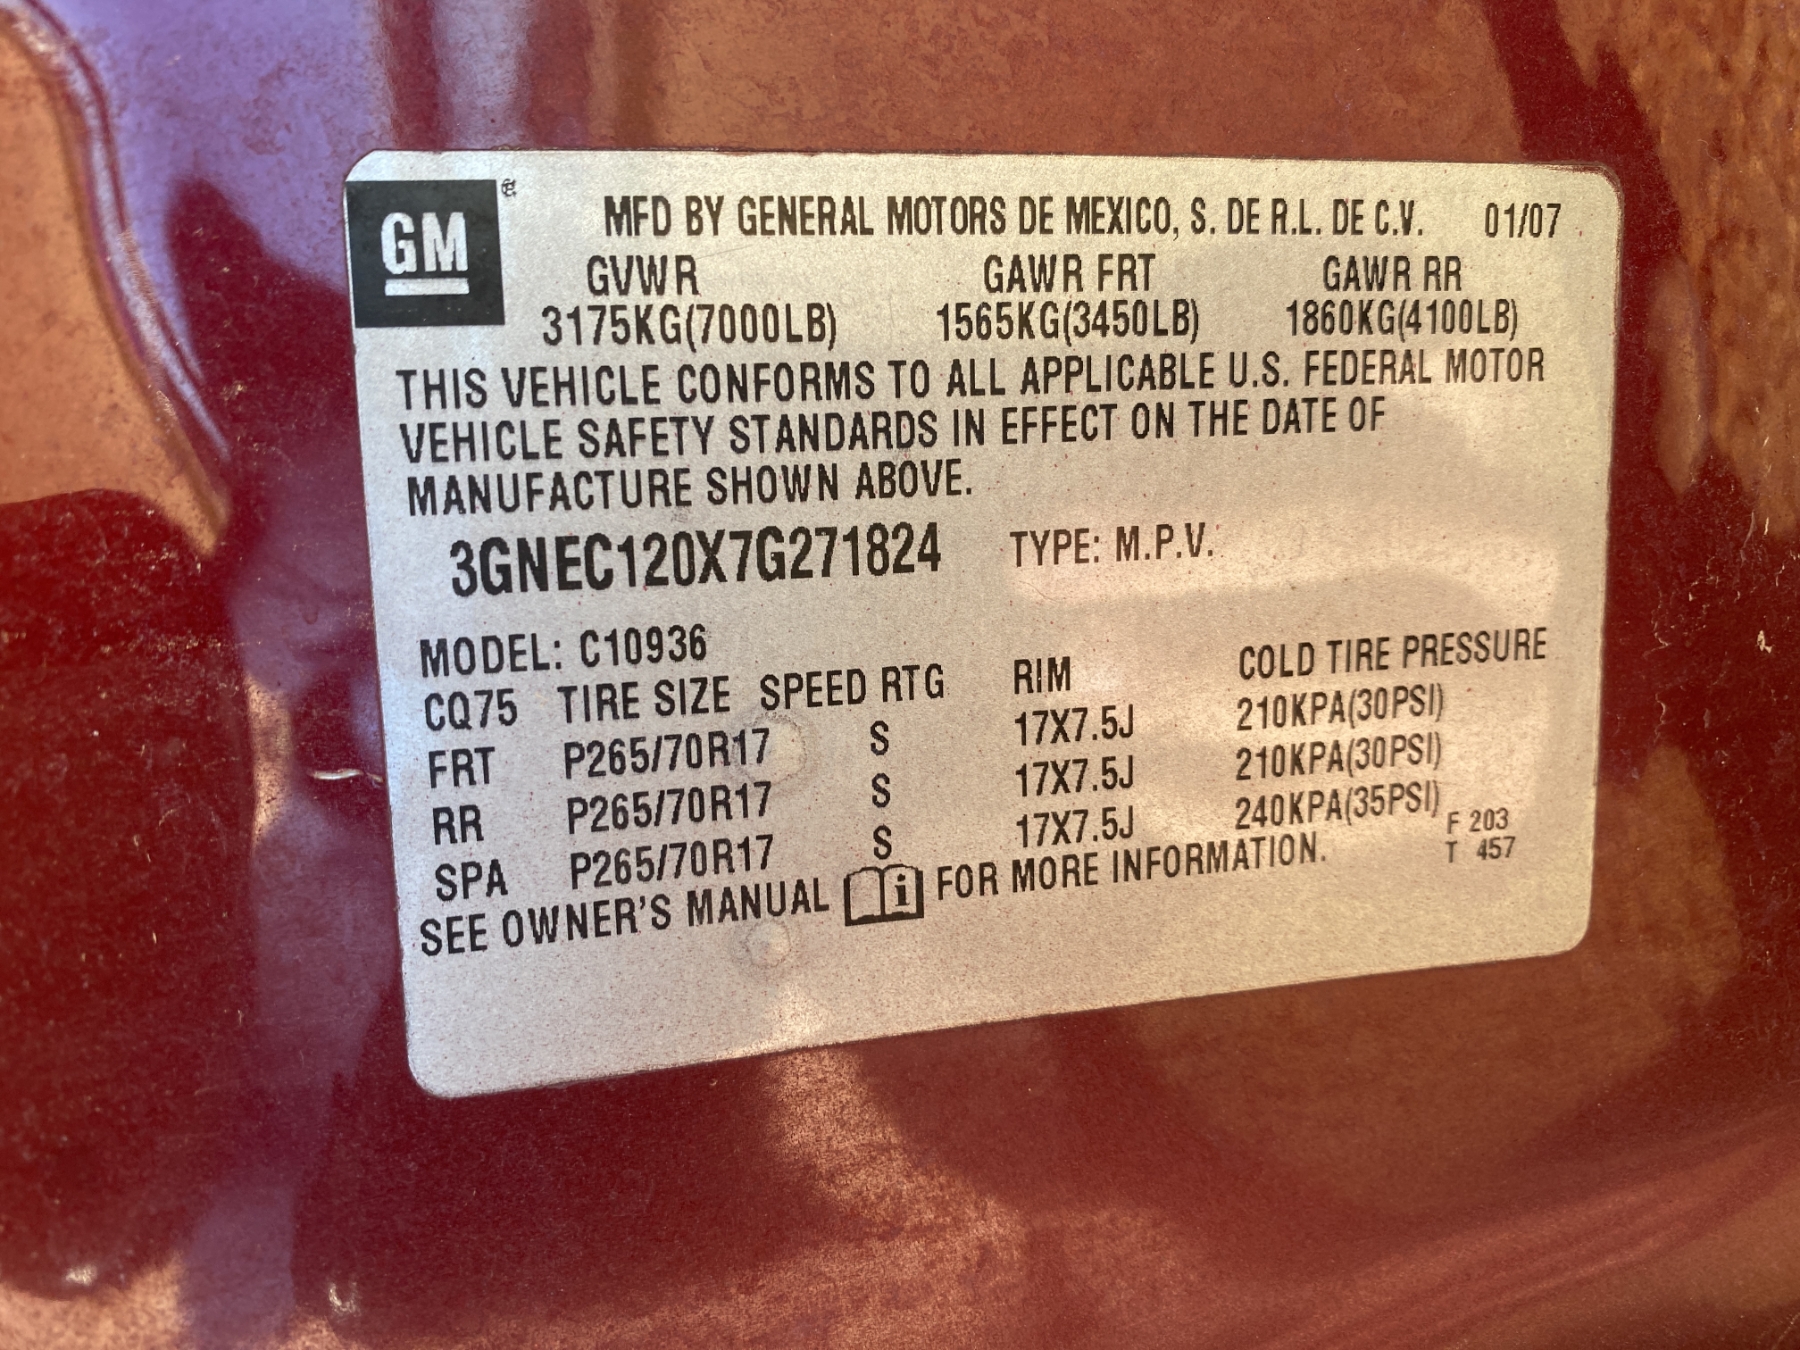 GM ®
MFD BY GENERAL MOTORS DE MEXICO, S. DE R.L. DE C.V. 01/07
GVWR GAWR FRT GAWR RR
3175KG(7000LB) 1565KG(3450LB) 1860KG(4100LB)
THIS VEHICLE CONFORMS TO ALL APPLICABLE U.S. FEDERAL MOTOR
VEHICLE SAFETY STANDARDS IN EFFECT ON THE DATE OF
MANUFACTURE SHOWN ABOVE.
3GNEC120X7G271824 TYPE: M.P.V.
MODEL: C10936
CQ75 TIRE SIZE SPEED RTG RIM COLD TIRE PRESSURE
FRT P265/70R17 S 17X7.5J 210KPA(30PSI)
RR P265/70R17 S 17X7.5J 210KPA(30PSI)
SPA P265/70R17 S 17X7.5J 240KPA(35PSI)
SEE OWNER'S MANUAL i FOR MORE INFORMATION.
F 203
T 457